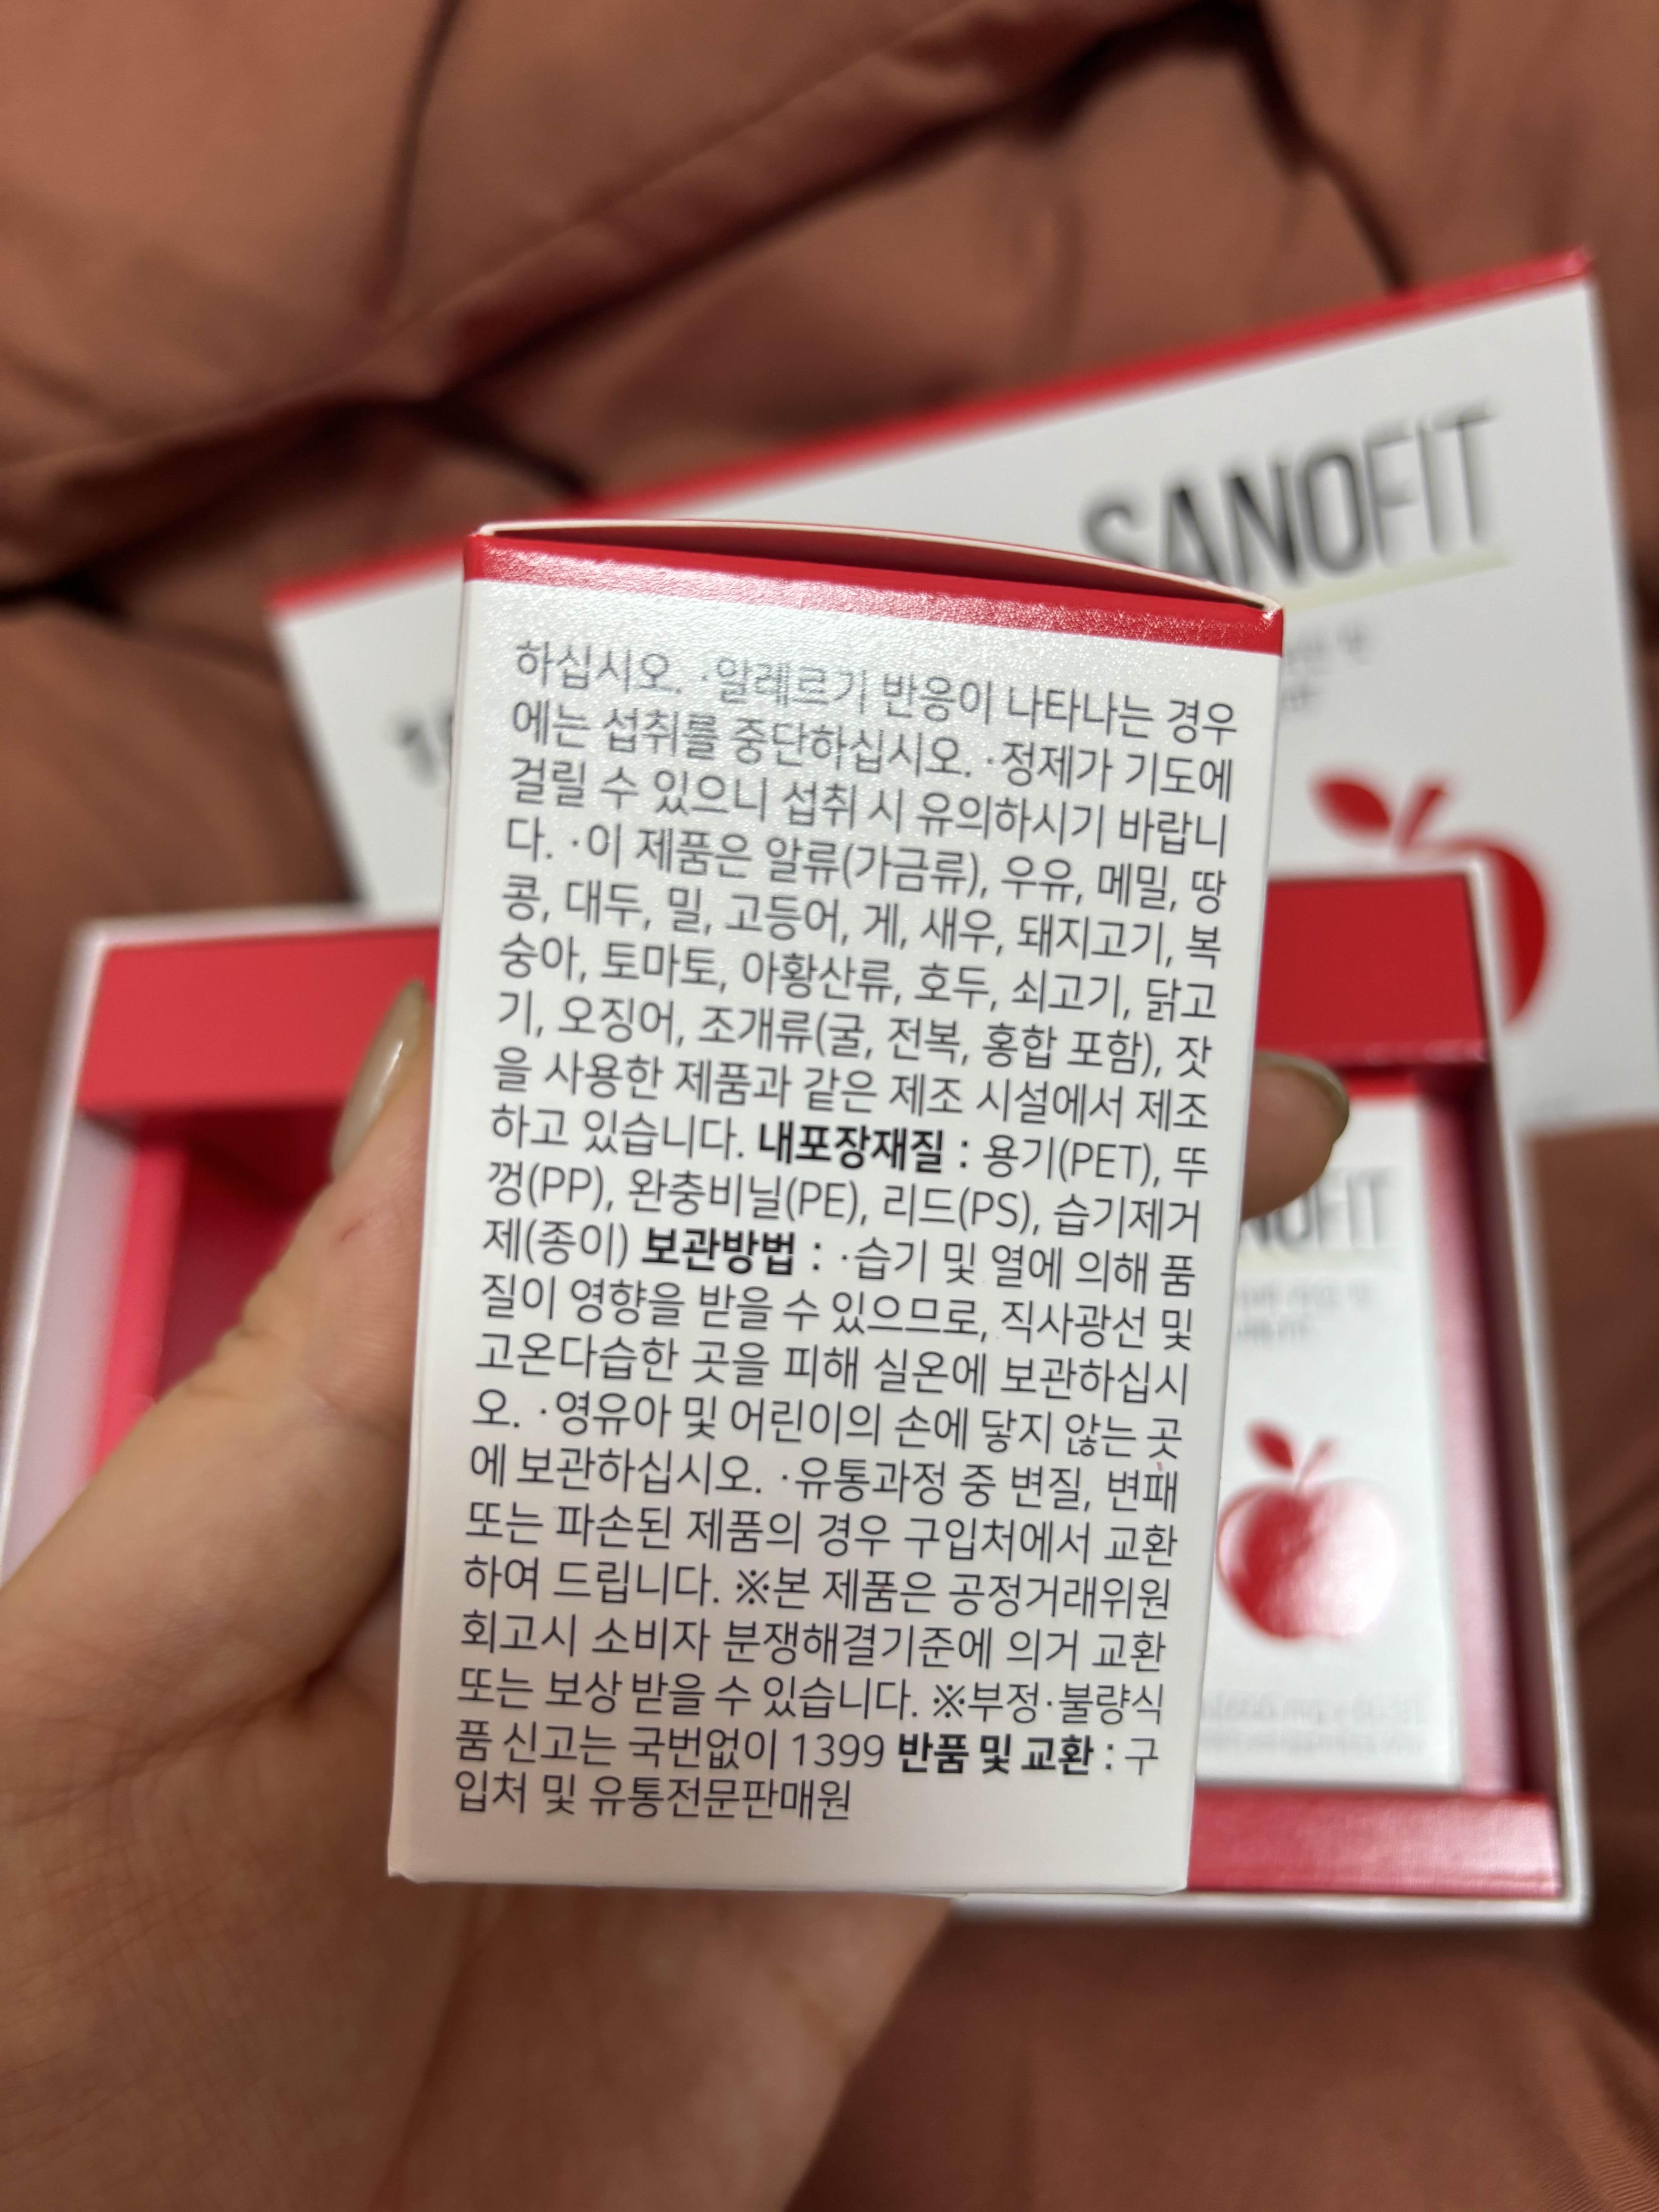 SANOFIT
하십시오. ·알레르기 반응이 나타나는 경우
에는 섭취를 중단하십시오. ·정제가 기도에
걸릴 수 있으니 섭취 시 유의하시기 바랍니
다. ·이 제품은 알류(가금류), 우유, 메밀, 땅
콩, 대두, 밀, 고등어, 게, 새우, 돼지고기, 복
숭아, 토마토, 아황산류, 호두, 쇠고기, 닭고
기, 오징어, 조개류(굴, 전복, 홍합 포함), 잣
을 사용한 제품과 같은 제조 시설에서 제조
하고 있습니다. 내포장재질 : 용기(PET), 뚜
껑(PP), 완충비닐(PE), 리드(PS), 습기제거
제(종이) 보관방법 : ·습기 및 열에 의해 품
질이 영향을 받을 수 있으므로, 직사광선 및
고온다습한 곳을 피해 실온에 보관하십시
오. ·영유아 및 어린이의 손에 닿지 않는 곳
에 보관하십시오. ·유통과정 중 변질, 변패
또는 파손된 제품의 경우 구입처에서 교환
하여 드립니다. ※본 제품은 공정거래위원
회고시 소비자 분쟁해결기준에 의거 교환
또는 보상 받을 수 있습니다. ※부정·불량식
품 신고는 국번없이 1399 반품 및 교환 : 구
입처 및 유통전문판매원